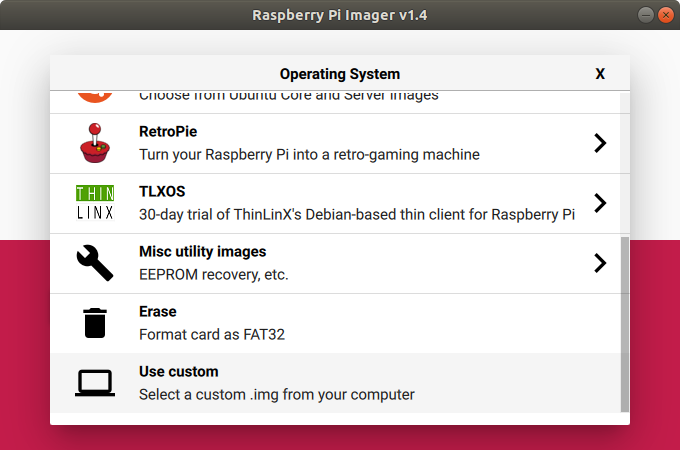 Raspberry Pi Imager v1.4
Operating System X
Choose from Ubuntu Core and Server images
RetroPie
Turn your Raspberry Pi into a retro-gaming machine
THIN
LINX
TLXOS
30-day trial of ThinLinX's Debian-based thin client for Raspberry Pi
Misc utility images
EEPROM recovery, etc.
Erase
Format card as FAT32
Use custom
Select a custom .img from your computer